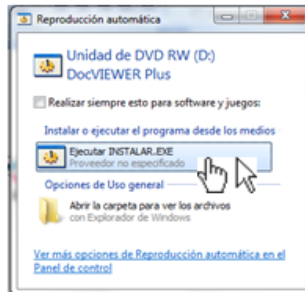 Reproducción automática
Unidad de DVD RW (D:)
DocVIEWER Plus
Realizar siempre esto para software y juegos:
Instalar o ejecutar el programa desde los medios
Ejecutar INSTALAR.EXE
Proveedor no especificado
Opciones de Uso general
Abrir la carpeta para ver los archivos
con Explorador de Windows
Ver más opciones de Reproducción automática en el
Panel de control